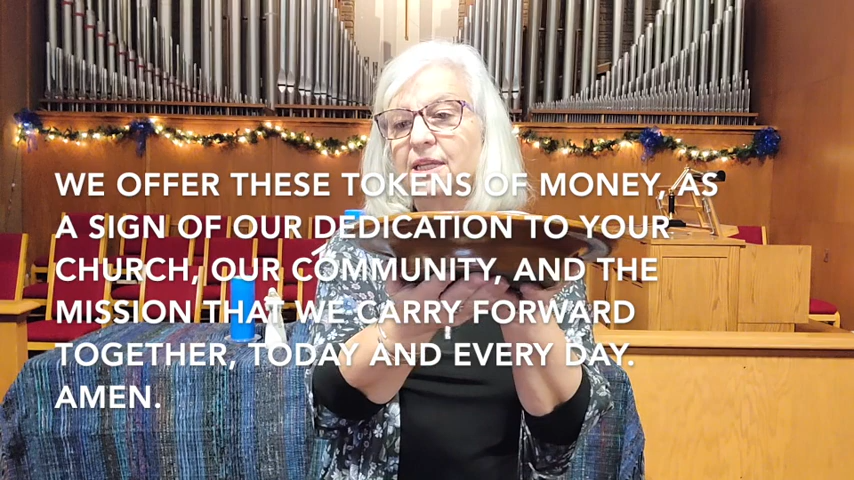 WE OFFER THESE TOKENS OF MONEY, AS
A SIGN OF OUR DEDICATION TO YOUR
CHURCH, OUR COMMUNITY, AND THE
MISSION THAT WE CARRY FORWARD
TOGETHER, TODAY AND EVERY DAY.
AMEN.